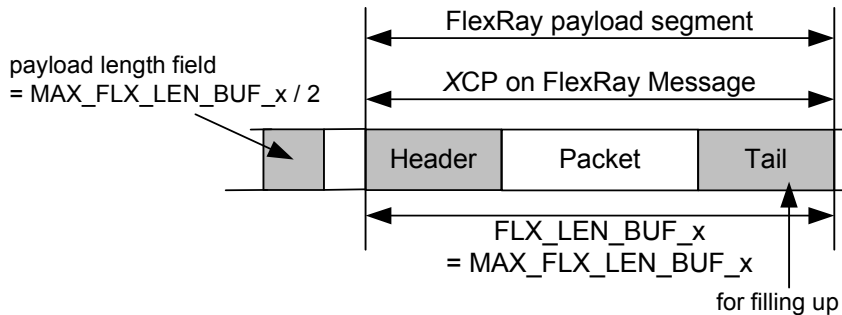 FlexRay payload segment
payload length field
= MAX_FLX_LEN_BUF_x / 2
XCP on FlexRay Message
Header
Packet
Tail
FLX_LEN_BUF_x
= MAX_FLX_LEN_BUF_x
for filling up